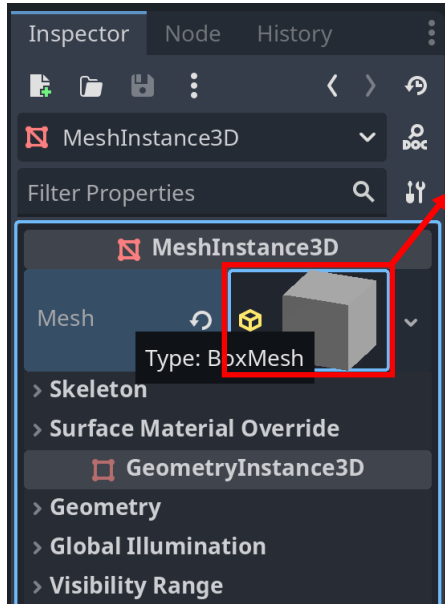 Inspector Node History
MeshInstance3D
DOC
Filter Properties
MeshInstance3D
Mesh
Type: BoxMesh
Skeleton
Surface Material Override
GeometryInstance3D
Geometry
Global Illumination
Visibility Range